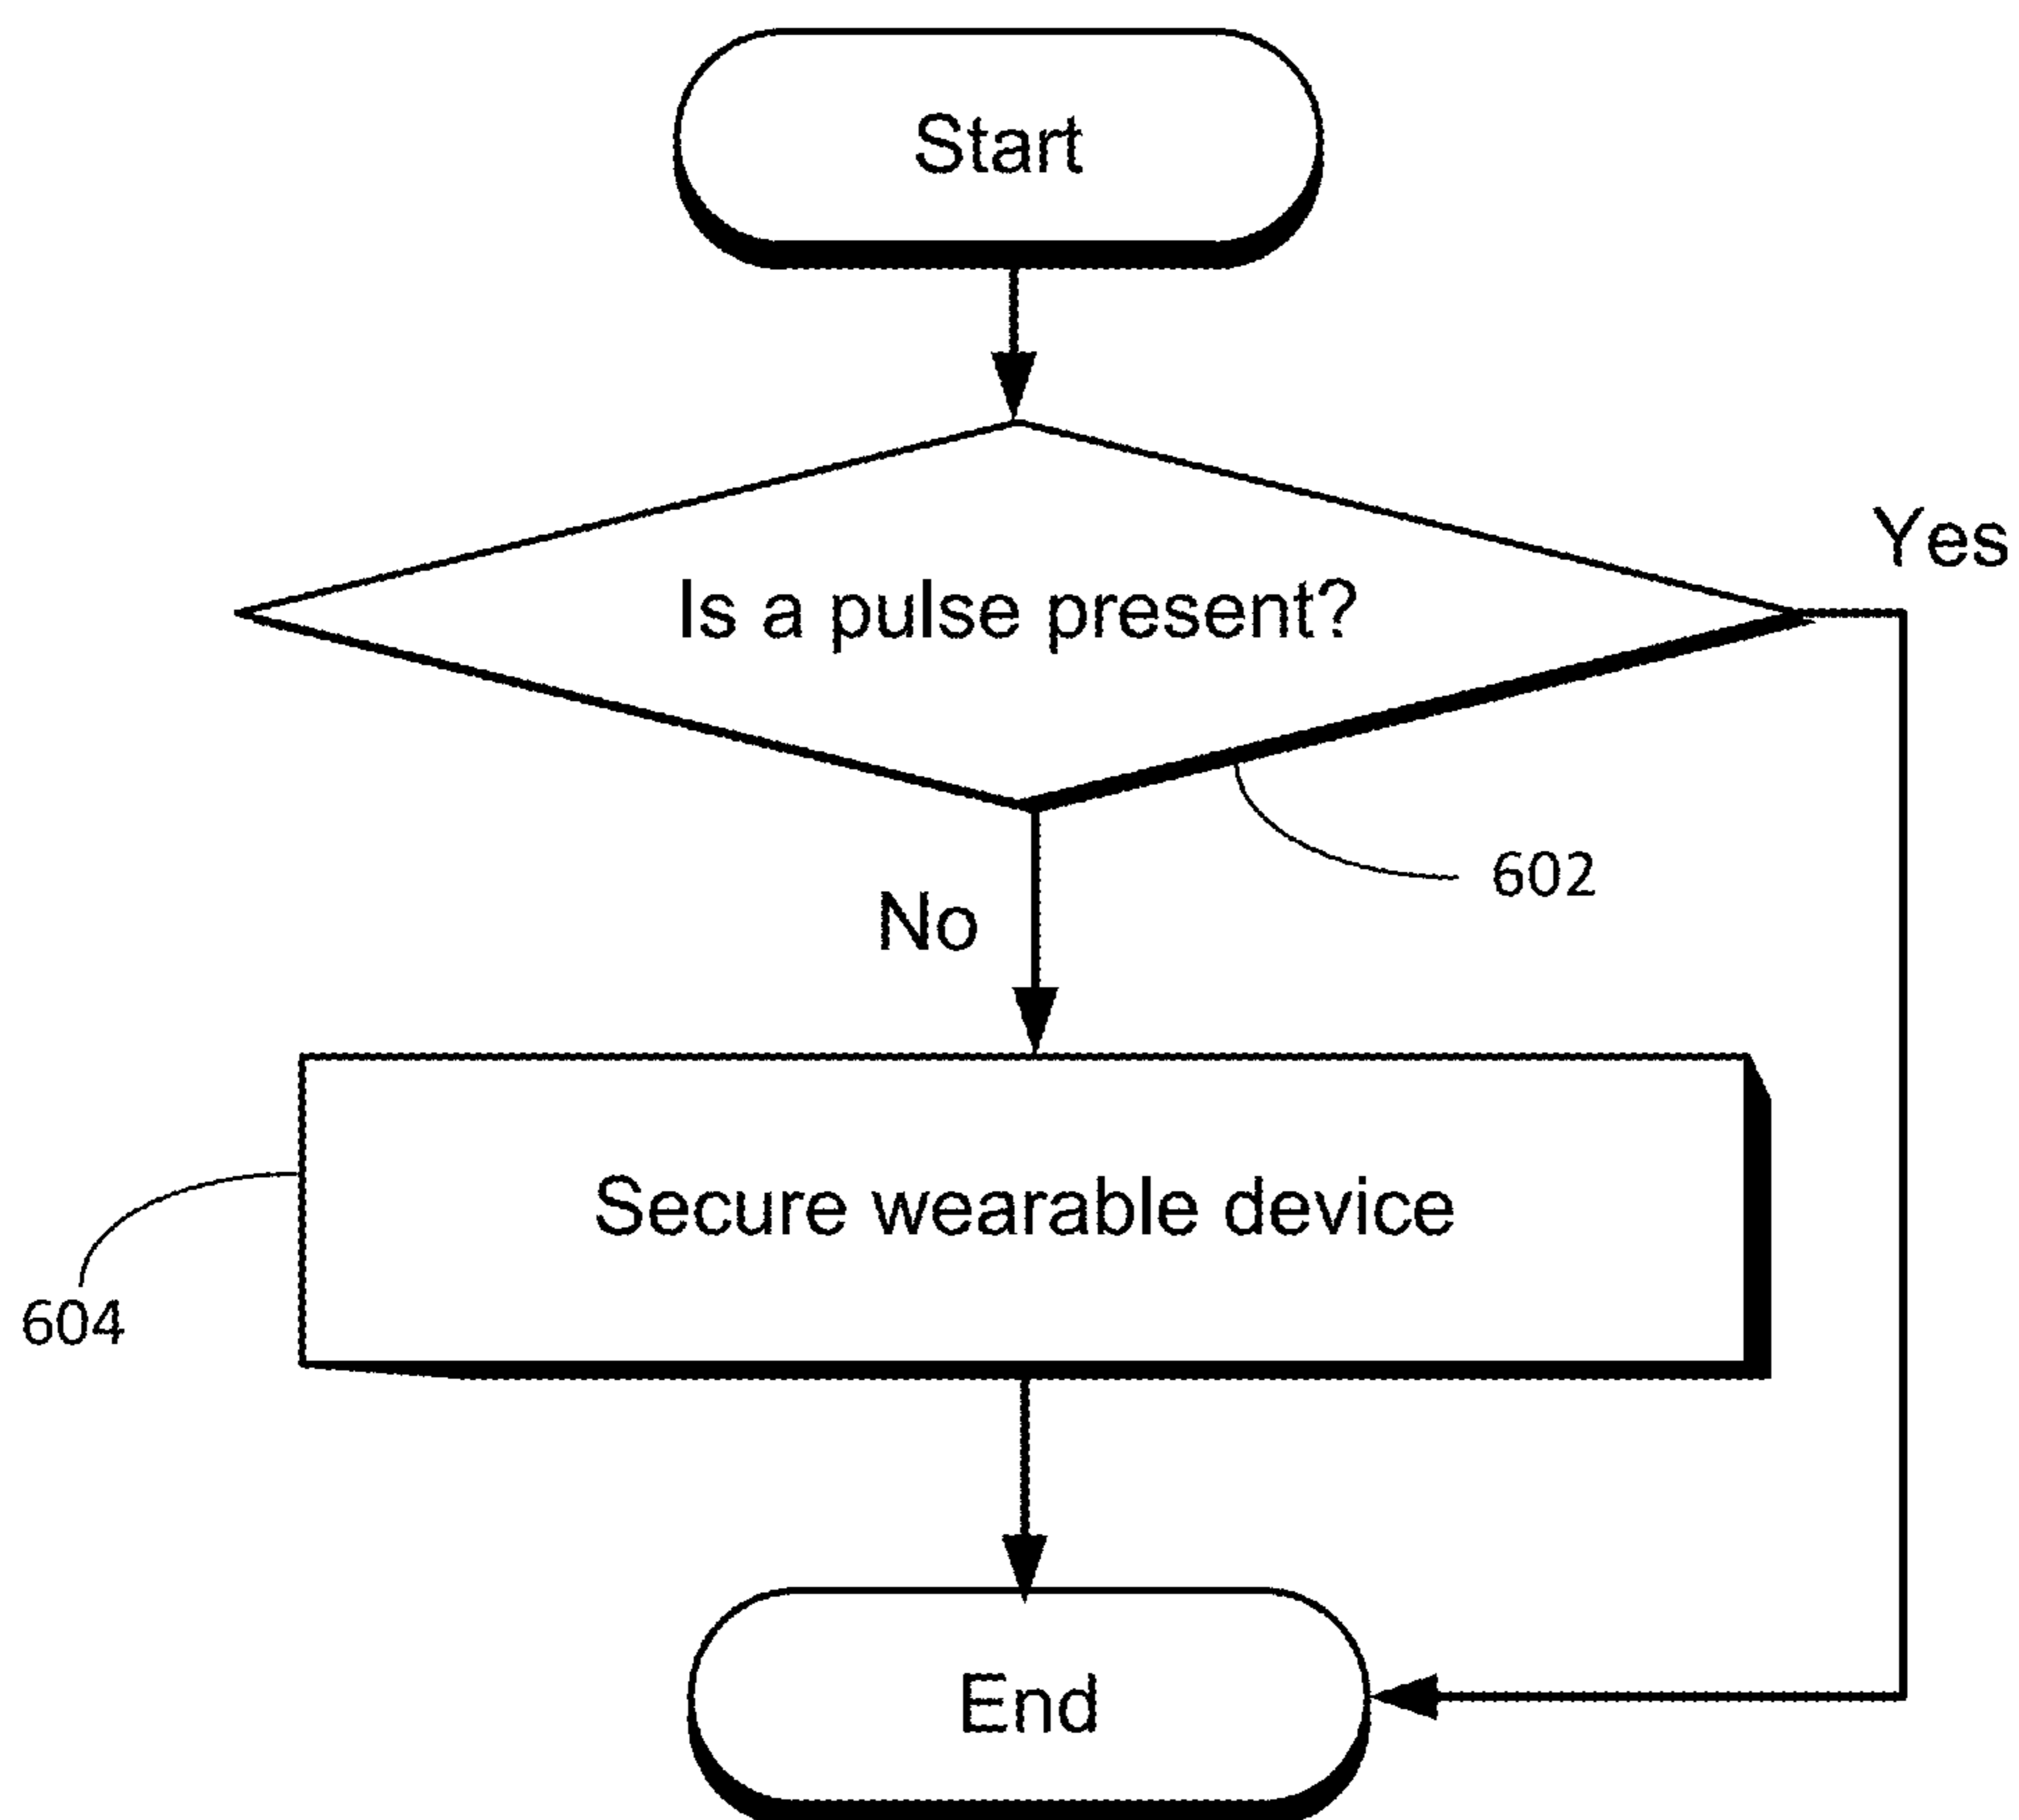 Start
Yes
Is a pulse present?
602
No
Secure wearable device
604
End